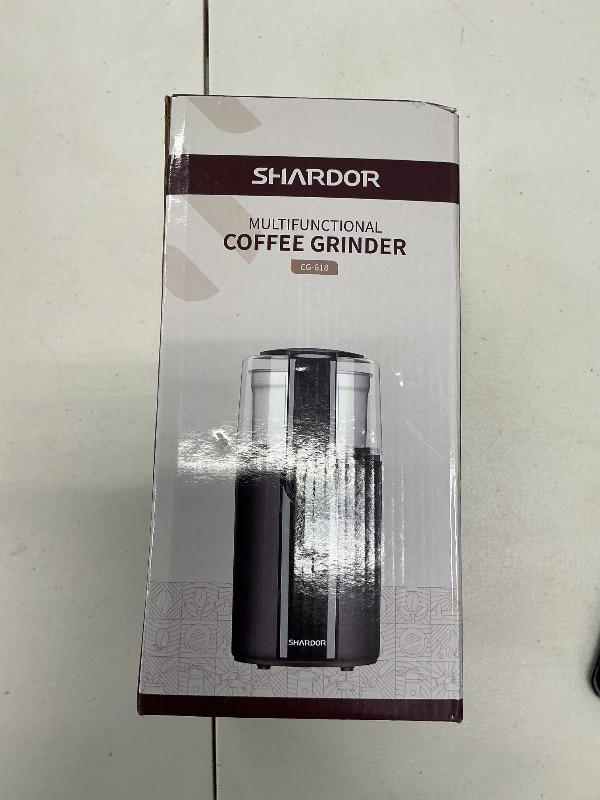 SHARDOR
MULTIFUNCTIONAL
COFFEE GRINDER
CG-618
SHARDOR